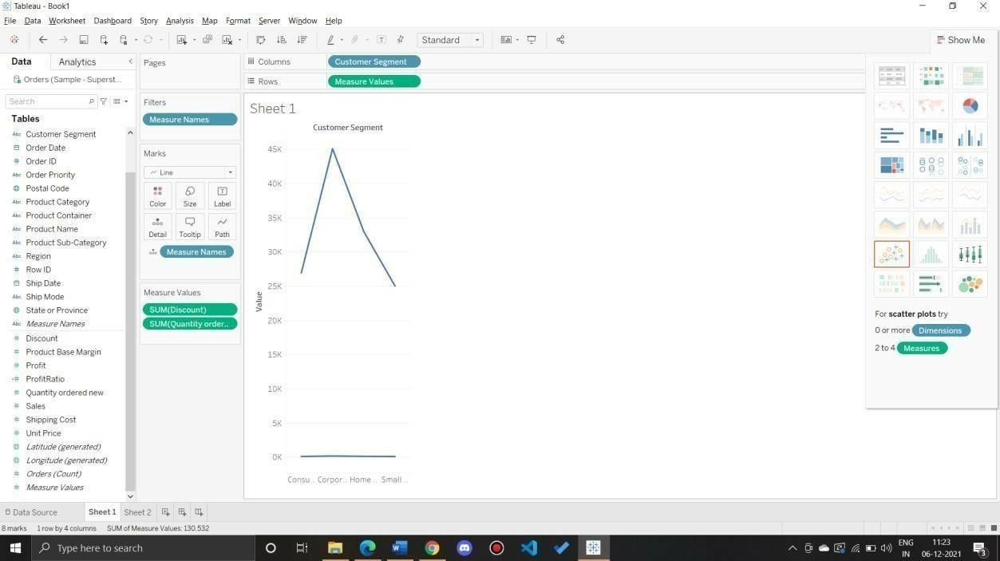 Tableau - Book1
File Data Worksheet Dashboard Story Analysis Map Format Server Window Help
Standard
Show Me
Data Analytics
Orders (Sample - Superst...
Search
Tables
Customer Segment
Order Date
Order ID
Order Priority
Postal Code
Product Category
Product Container
Product Name
Product Sub-Category
Region
Row ID
Ship Date
Ship Mode
State or Province
Measure Names
Discount
Product Base Margin
Profit
ProfitRatio
Quantity ordered new
Sales
Shipping Cost
Unit Price
Latitude (generated)
Longitude (generated)
Orders (Count)
Measure Values
Pages
Filters
Measure Names
Marks
Line
Color Size Label
Detail Tooltip Path
Measure Names
Measure Values
SUM(Discount)
SUM(Quantity order..
Columns Customer Segment
Rows Measure Values
Sheet 1
Customer Segment
Value
45K
40K
35K
30K
25K
20K
15K
10K
5K
0K
Consu.. Corpor.. Home .. Small ..
For scatter plots try
0 or more Dimensions
2 to 4 Measures
Data Source Sheet 1 Sheet 2
8 marks 1 row by 4 columns SUM of Measure Values: 130.532
Type here to search
ENG
IN
11:23
06-12-2021
3